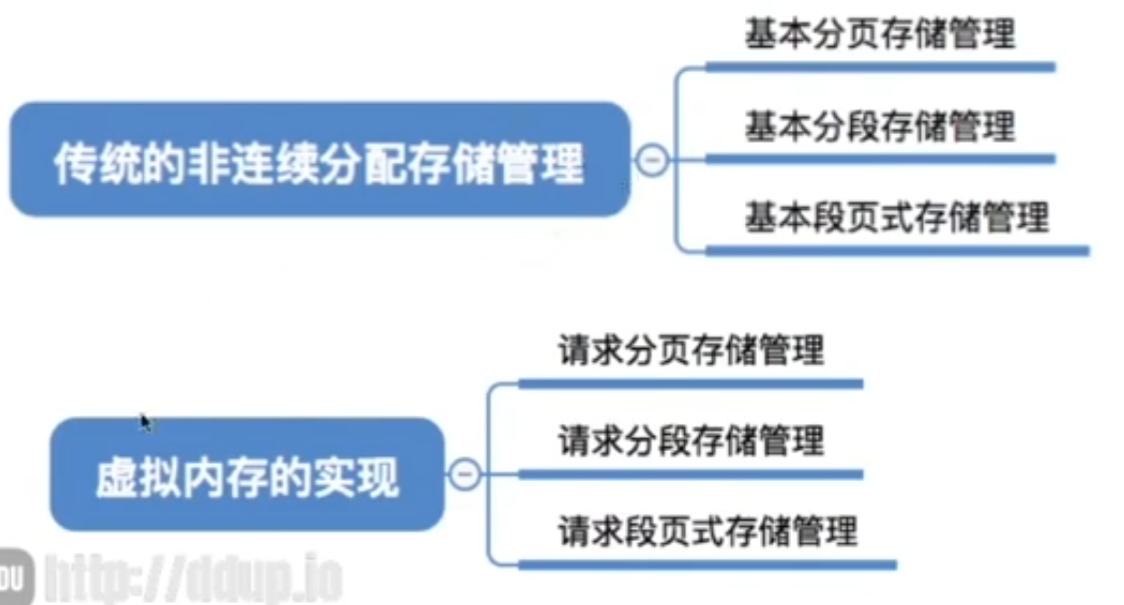 基本分页存储管理
基本分段存储管理
传统的非连续分配存储管理
基本段页式存储管理
请求分页存储管理
请求分段存储管理
虚拟内存的实现
请求段页式存储管理
DU http://ddup.io